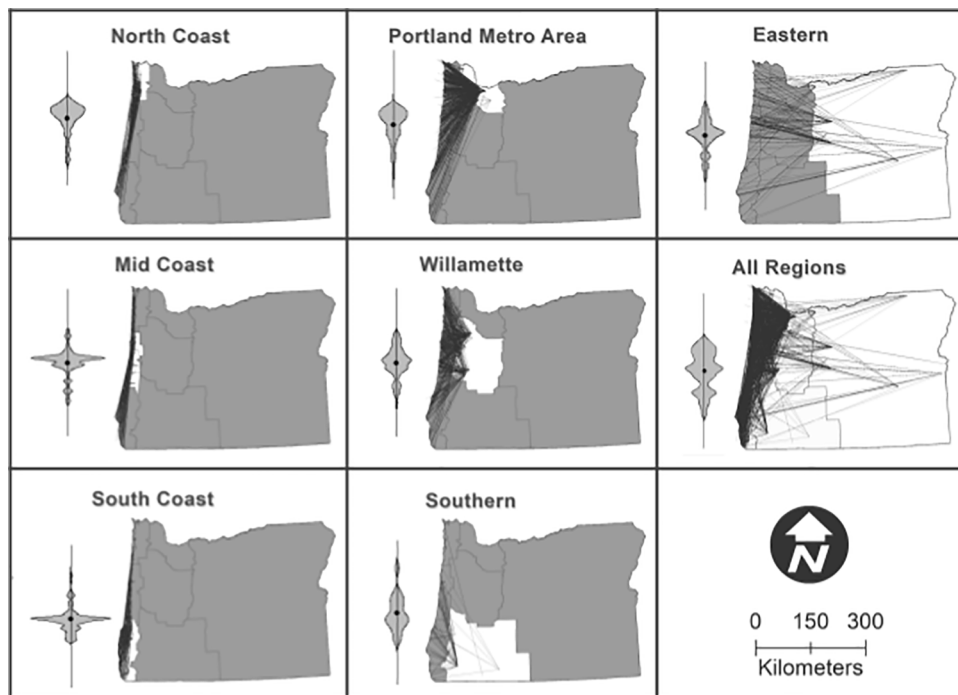 North Coast
Portland Metro Area
Eastern
Mid Coast
Willamette
All Regions
South Coast
Southern
N
0 150 300
Kilometers